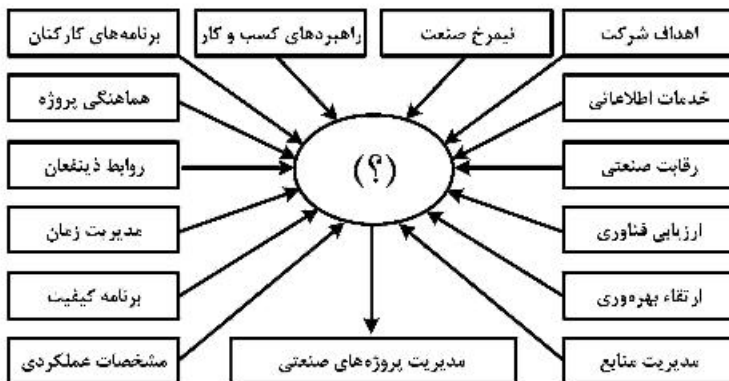 اهداف شرکت
نیمرخ صنعت
راهبردهای کسب و کار
برنامه‌های کارکنان
خدمات اطلاعاتی
هماهنگی پروژه
رقابت صنعتی
(؟)
روابط ذینفعان
ارزیابی فناوری
مدیریت زمان
ارتقاء بهره‌وری
برنامه کیفیت
مدیریت منابع
مدیریت پروژه‌های صنعتی
مشخصات عملکردی